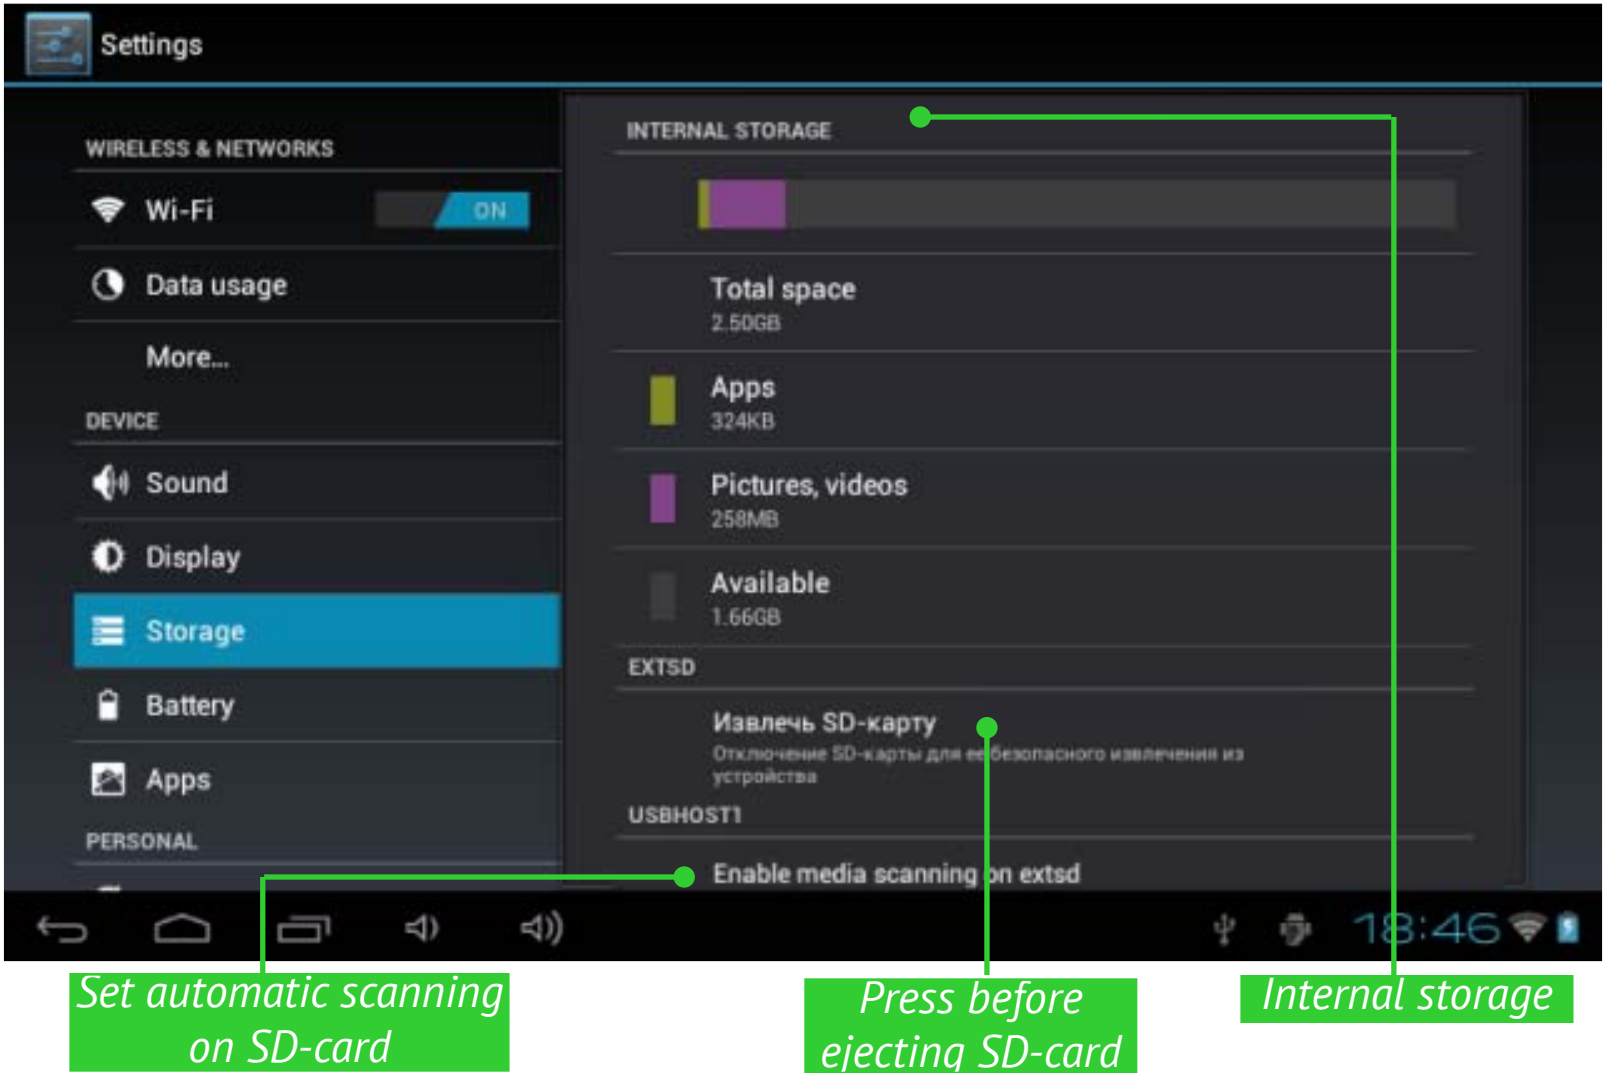 Settings
WIRELESS & NETWORKS
Wi-Fi
ON
Data usage
More...
DEVICE
Sound
Display
Storage
Battery
Apps
PERSONAL
INTERNAL STORAGE
Total space
2.50GB
Apps
324KB
Pictures, videos
258MB
Available
1.66GB
EXTSD
Извлечь SD-карту
Отключение SD-карты для ее безопасного извлечения из
устройства
USBHOST1
Enable media scanning on extsd
18:46
Set automatic scanning
on SD-card
Press before
ejecting SD-card
Internal storage